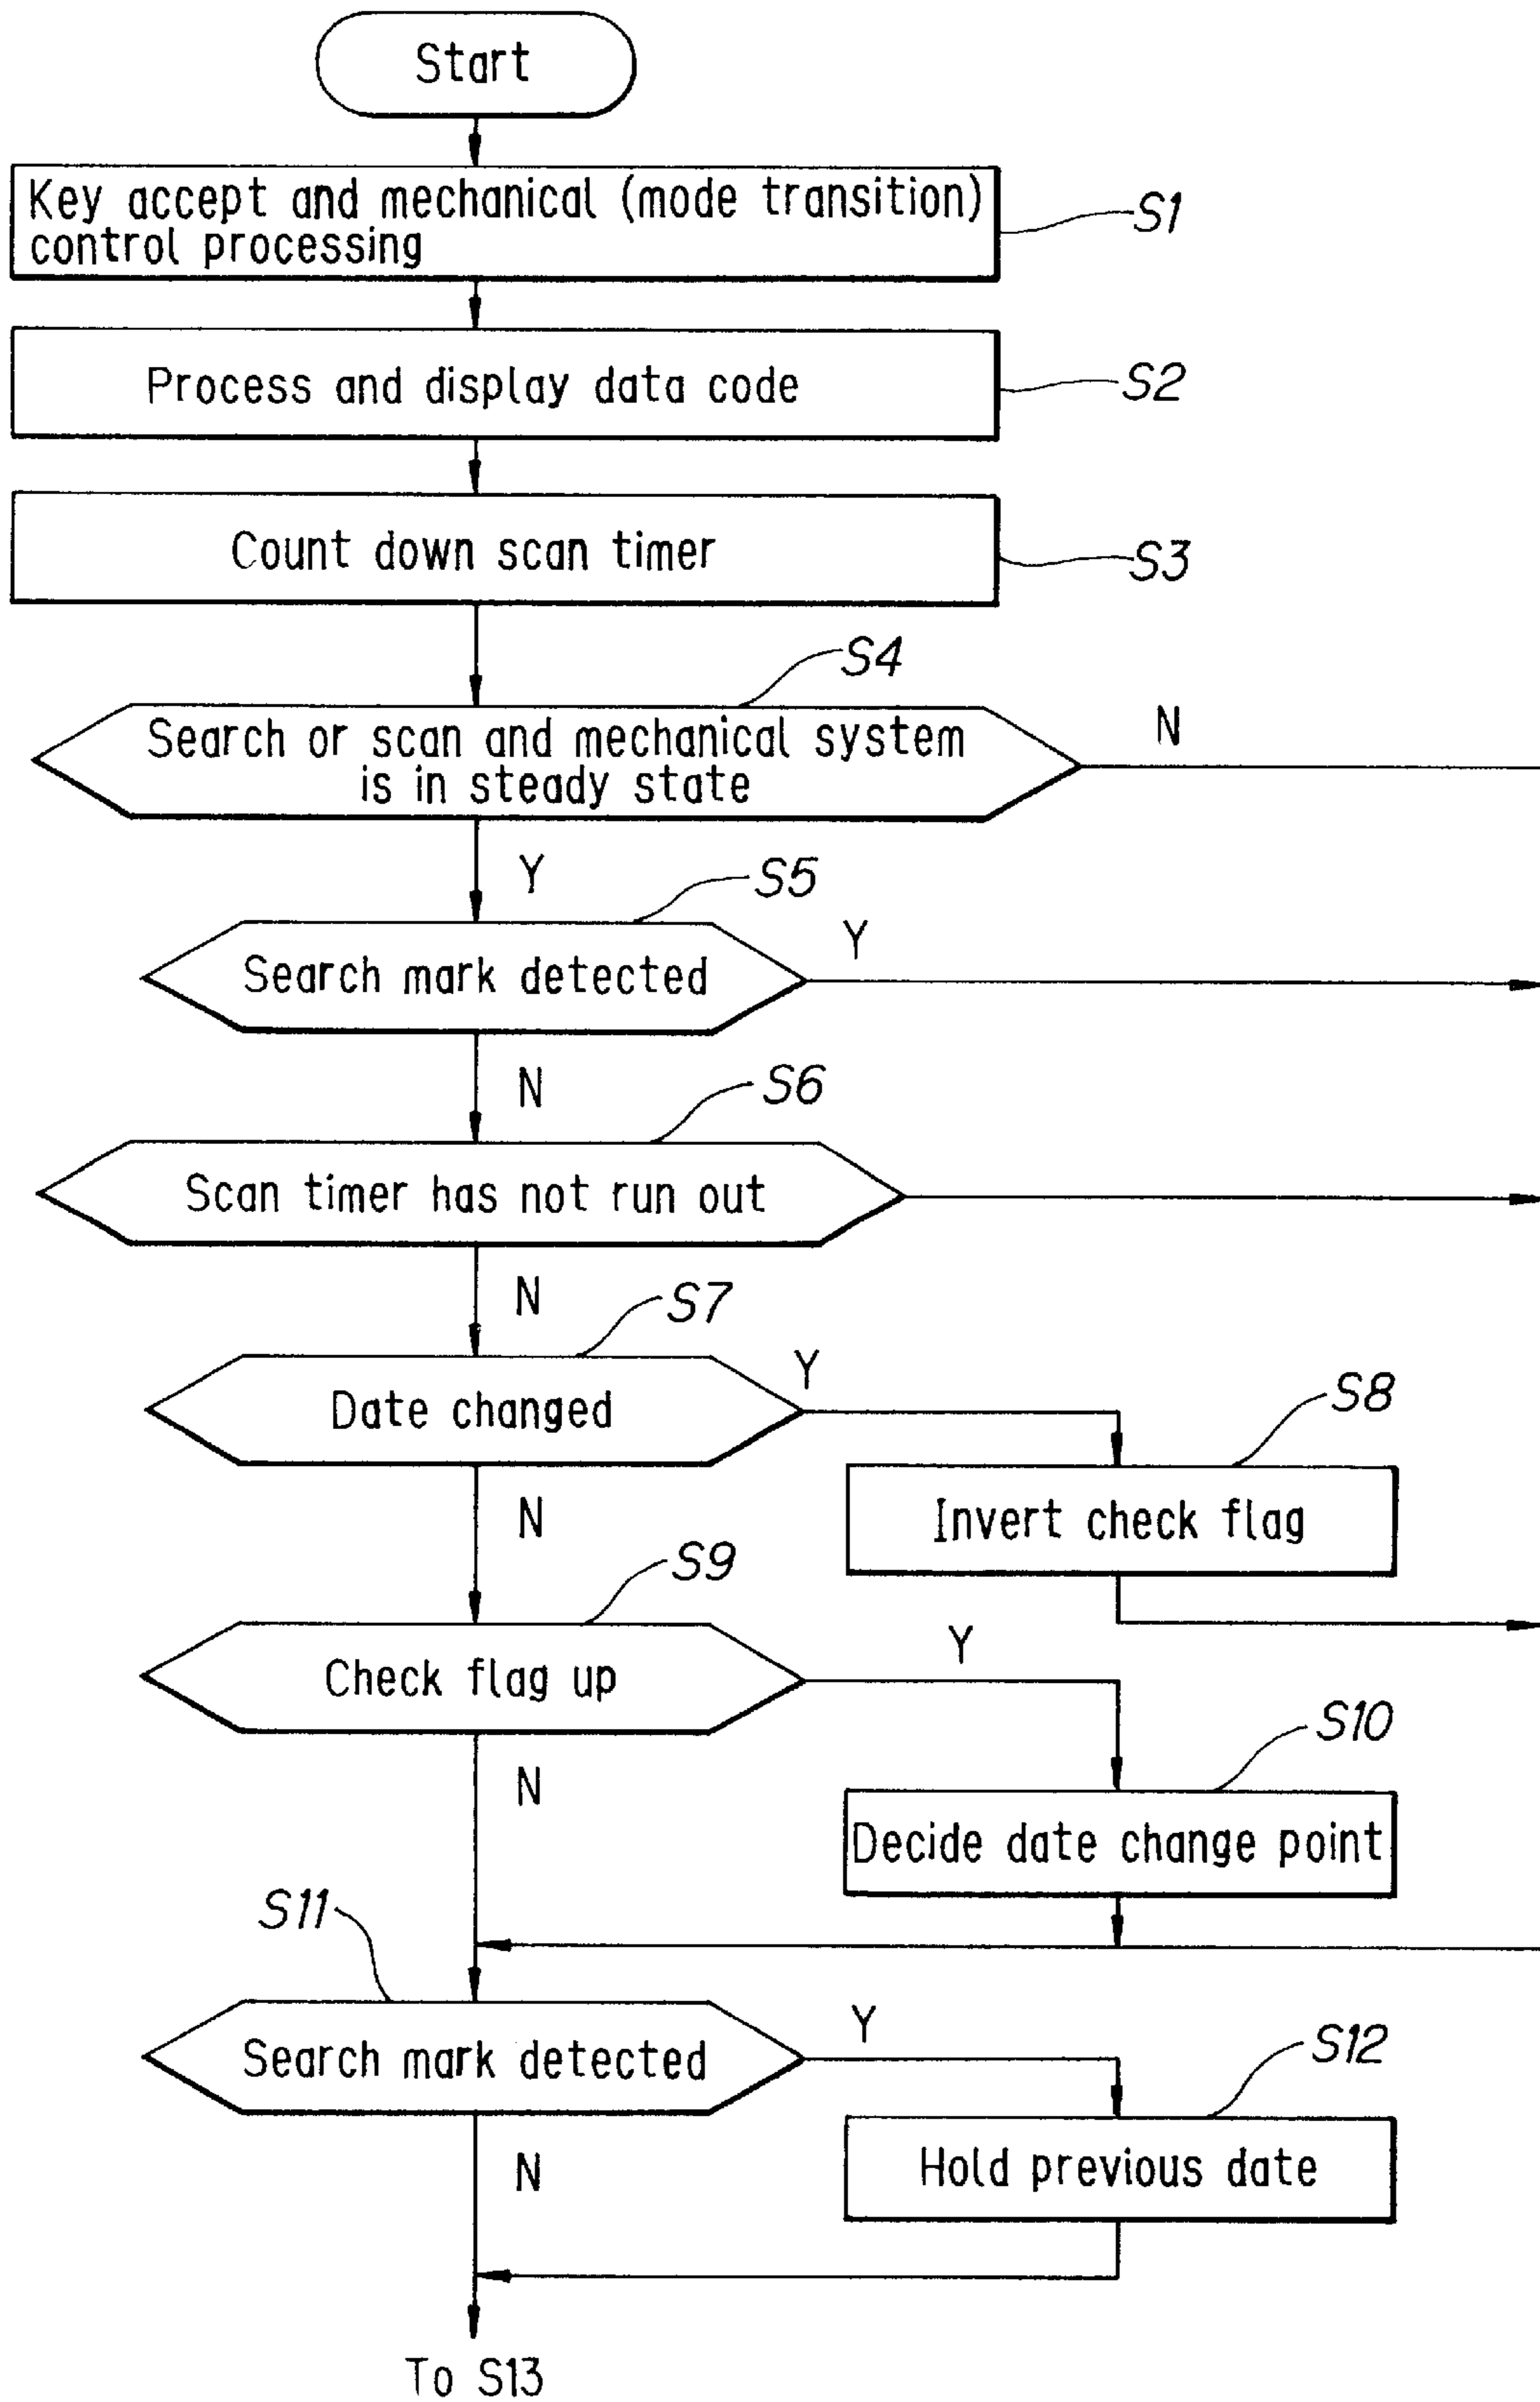 Start
Key accept and mechanical (mode transition)
control processing
S1
Process and display data code
S2
Count down scan timer
S3
S4
Search or scan and mechanical system
is in steady state
N
Y
S5
Search mark detected
Y
N
S6
Scan timer has not run out
N
S7
Date changed
Y
S8
Invert check flag
N
S9
Check flag up
Y
S10
Decide date change point
N
S11
Search mark detected
Y
S12
Hold previous date
N
To S13